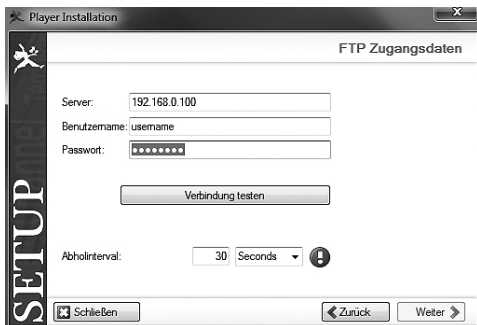 Player Installation
FTP Zugangsdaten
Server: 192.168.0.100
Benutzername: username
Passwort: ●●●●●●●●
Verbindung testen
Abholinterval: 30 Seconds
SETUP
Schließen
Zurück
Weiter